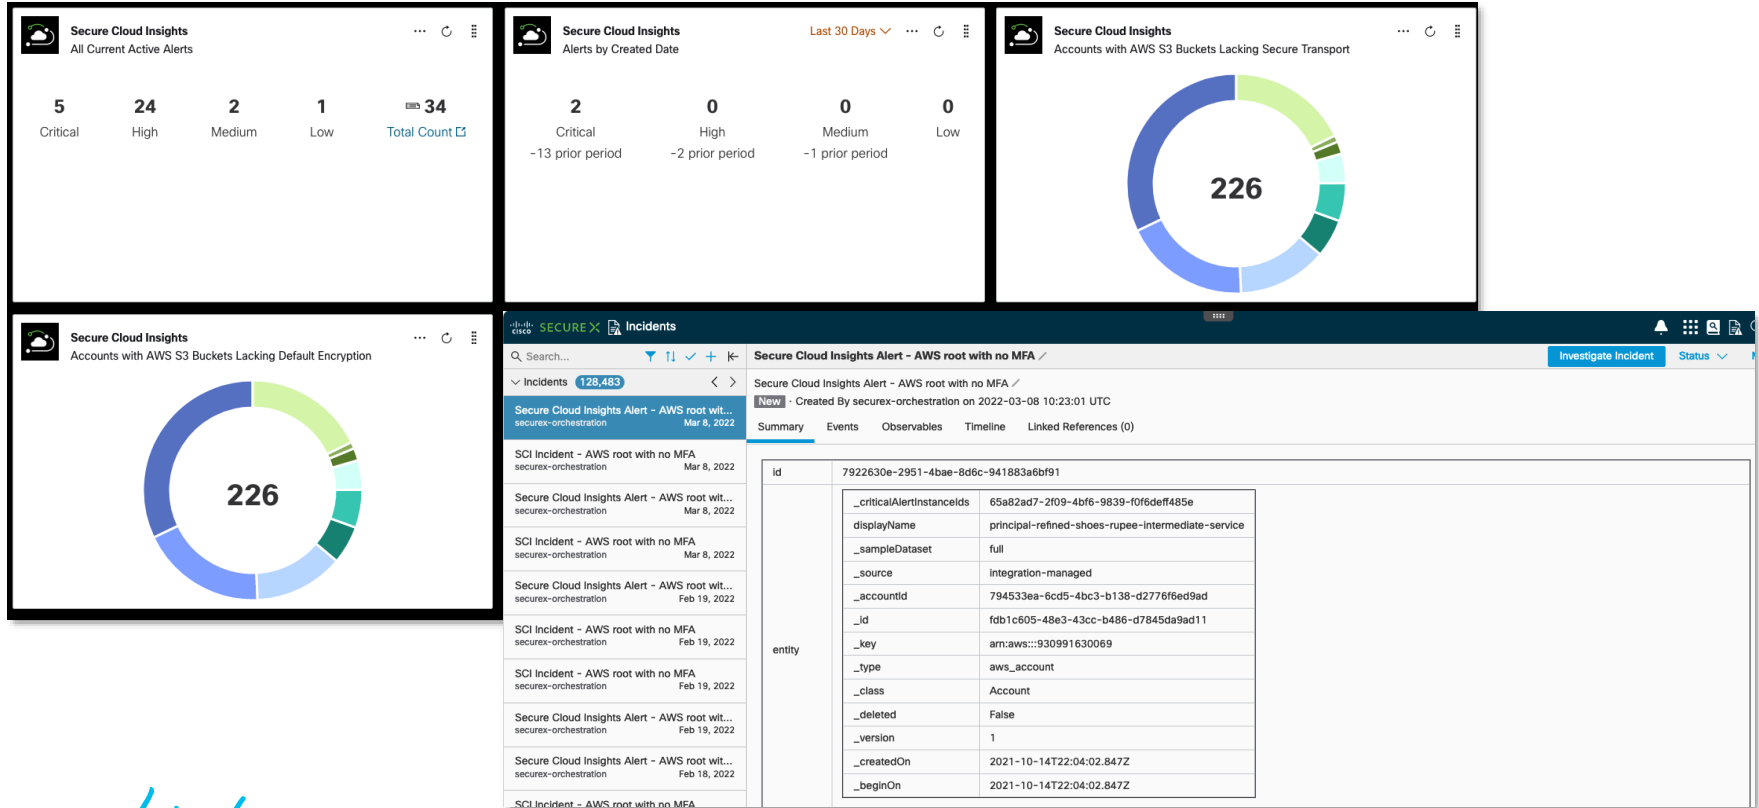 Secure Cloud Insights
All Current Active Alerts
5 24 2 1 34
Critical High Medium Low Total Count
Secure Cloud Insights Last 30 Days
Alerts by Created Date
2 0 0 0
Critical High Medium Low
-13 prior period -2 prior period -1 prior period
Secure Cloud Insights
Accounts with AWS S3 Buckets Lacking Secure Transport
226
Secure Cloud Insights
Accounts with AWS S3 Buckets Lacking Default Encryption
226
CISCO SECUREX Incidents
Search...
Incidents 128,483
Secure Cloud Insights Alert - AWS root wit...
securex-orchestration Mar 8, 2022
SCI Incident - AWS root with no MFA
securex-orchestration Mar 8, 2022
Secure Cloud Insights Alert - AWS root wit...
securex-orchestration Mar 8, 2022
SCI Incident - AWS root with no MFA
securex-orchestration Mar 8, 2022
Secure Cloud Insights Alert - AWS root wit...
securex-orchestration Feb 19, 2022
SCI Incident - AWS root with no MFA
securex-orchestration Feb 19, 2022
SCI Incident - AWS root with no MFA
securex-orchestration Feb 19, 2022
Secure Cloud Insights Alert - AWS root wit...
securex-orchestration Feb 19, 2022
Secure Cloud Insights Alert - AWS root wit...
securex-orchestration Feb 18, 2022
SCI Incident - AWS root with no MFA
Secure Cloud Insights Alert - AWS root with no MFA Investigate Incident Status
Secure Cloud Insights Alert - AWS root with no MFA
New · Created By securex-orchestration on 2022-03-08 10:23:01 UTC
Summary Events Observables Timeline Linked References (0)
id 7922630e-2951-4bae-8d6c-941883a6bf91
entity
_criticalAlertInstanceIds 65a82ad7-2f09-4bf6-9839-f0f6deff485e
displayName principal-refined-shoes-rupee-intermediate-service
_sampleDataset full
_source integration-managed
_accountId 794533ea-6cd5-4bc3-b138-d2776f6ed9ad
_id fdb1c605-48e3-43cc-b486-d7845da9ad11
_key arn:aws:::930991630069
_type aws_account
_class Account
_deleted False
_version 1
_createdOn 2021-10-14T22:04:02.847Z
_beginOn 2021-10-14T22:04:02.847Z